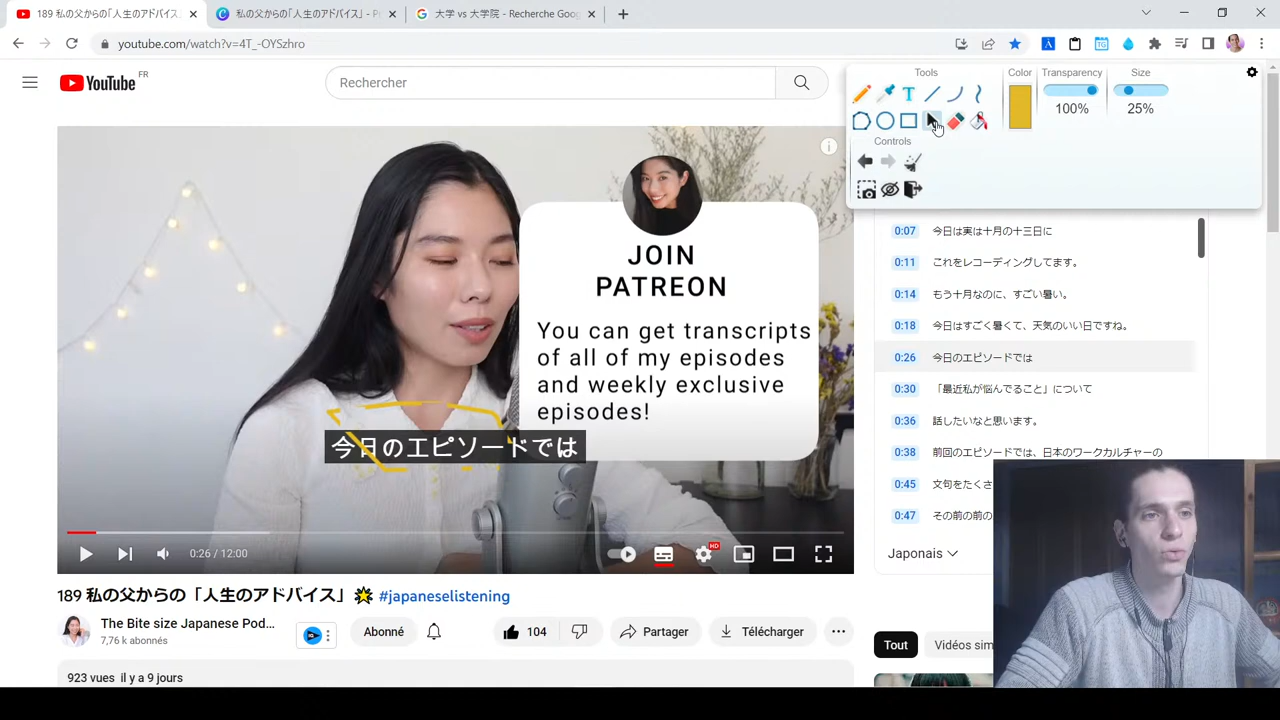 189 私の父からの「人生のアドバイス」
私の父からの「人生のアドバイス」 - P
大学 vs 大学院 - Recherche Goog
youtube.com/watch?v=4T_-OYSzhro
YouTube FR
Rechercher
Tools
Color
Transparency
Size
T
100%
25%
Controls
JOIN
PATREON
You can get transcripts
of all of my episodes
and weekly exclusive
episodes!
今日のエピソードでは
0:26 / 12:00
HD
0:07 今日は実は十月の十三日に
0:11 これをレコーディングしてます。
0:14 もう十月なのに、すごい暑い。
0:18 今日はすごく暑くて、天気のいい日ですね。
0:26 今日のエピソードでは
0:30 「最近私が悩んでること」について
0:36 話したいなと思います。
0:38 前回のエピソードでは、日本のワークカルチャーの
0:45 文句をたくさ
0:47 その前の前の
Japonais
189 私の父からの「人生のアドバイス」 🌟 #japaneselistening
The Bite size Japanese Pod...
7,76 k abonnés
Abonné
104
Partager
Télécharger
Tout
Vidéos sim
923 vues il y a 9 jours